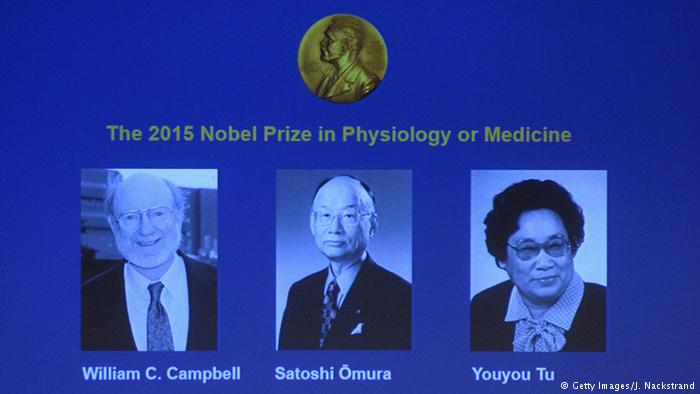 The 2015 Nobel Prize in Physiology or Medicine
William C. Campbell
Satoshi Ōmura
Youyou Tu
© Getty Images/J. Nackstrand